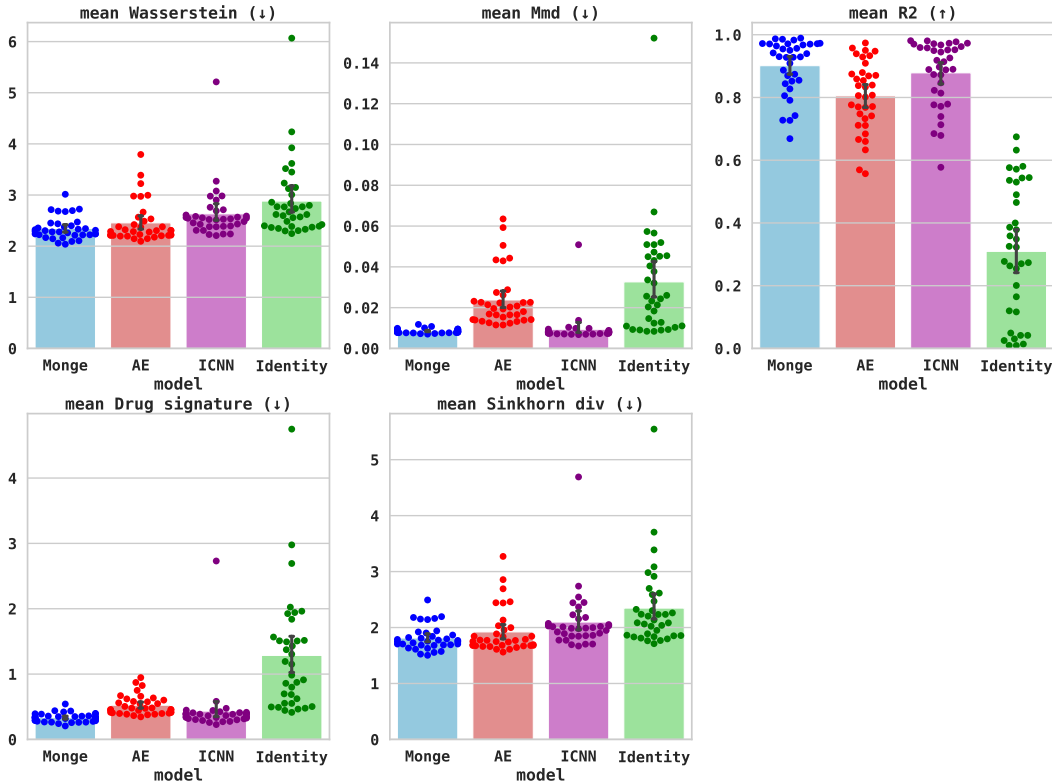 mean Wasserstein (↓)
6
5
4
3
2
1
0
Monge AE ICNN Identity
model
mean Mmd (↓)
0.14
0.12
0.10
0.08
0.06
0.04
0.02
0.00
Monge AE ICNN Identity
model
mean R2 (↑)
1.0
0.8
0.6
0.4
0.2
0.0
Monge AE ICNN Identity
model
mean Drug signature (↓)
4
3
2
1
0
Monge AE ICNN Identity
model
mean Sinkhorn div (↓)
5
4
3
2
1
0
Monge AE ICNN Identity
model